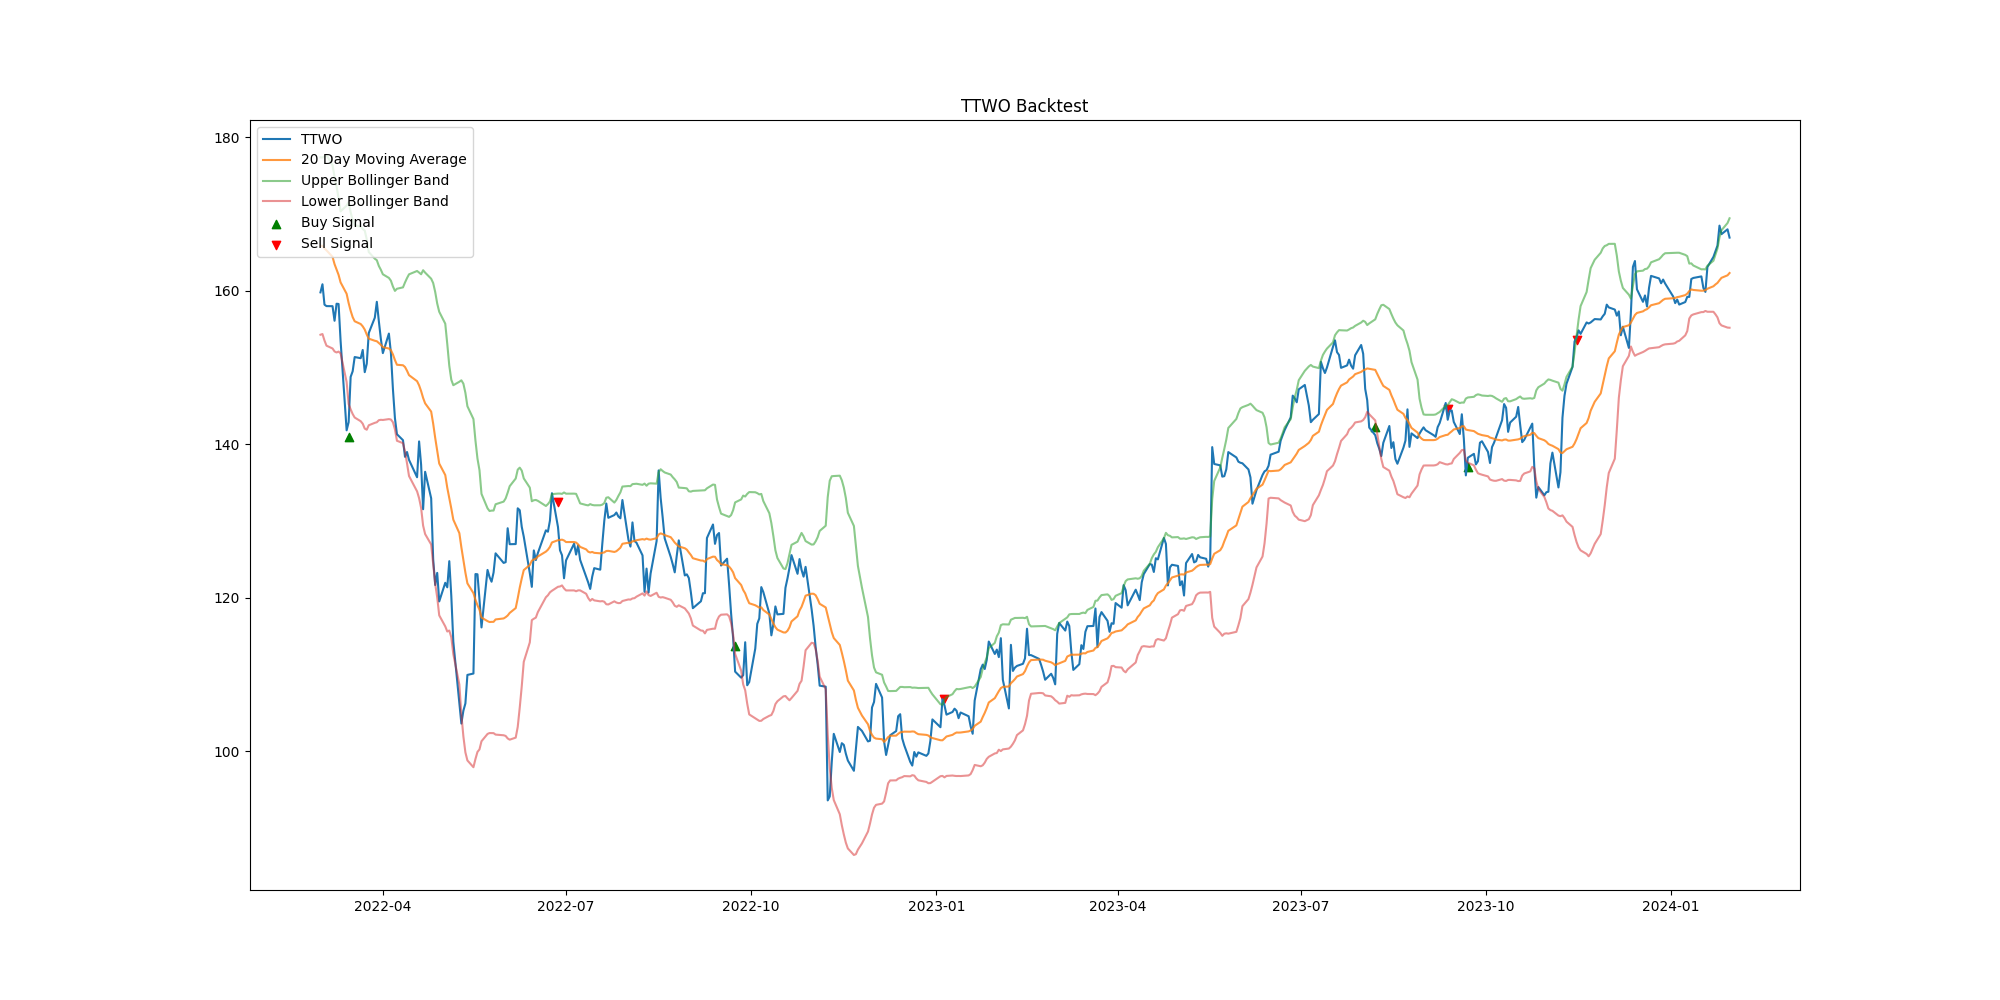 TTWO Backtest
TTWO
20 Day Moving Average
Upper Bollinger Band
Lower Bollinger Band
Buy Signal
Sell Signal
180
160
140
120
100
2022-04
2022-07
2022-10
2023-01
2023-04
2023-07
2023-10
2024-01